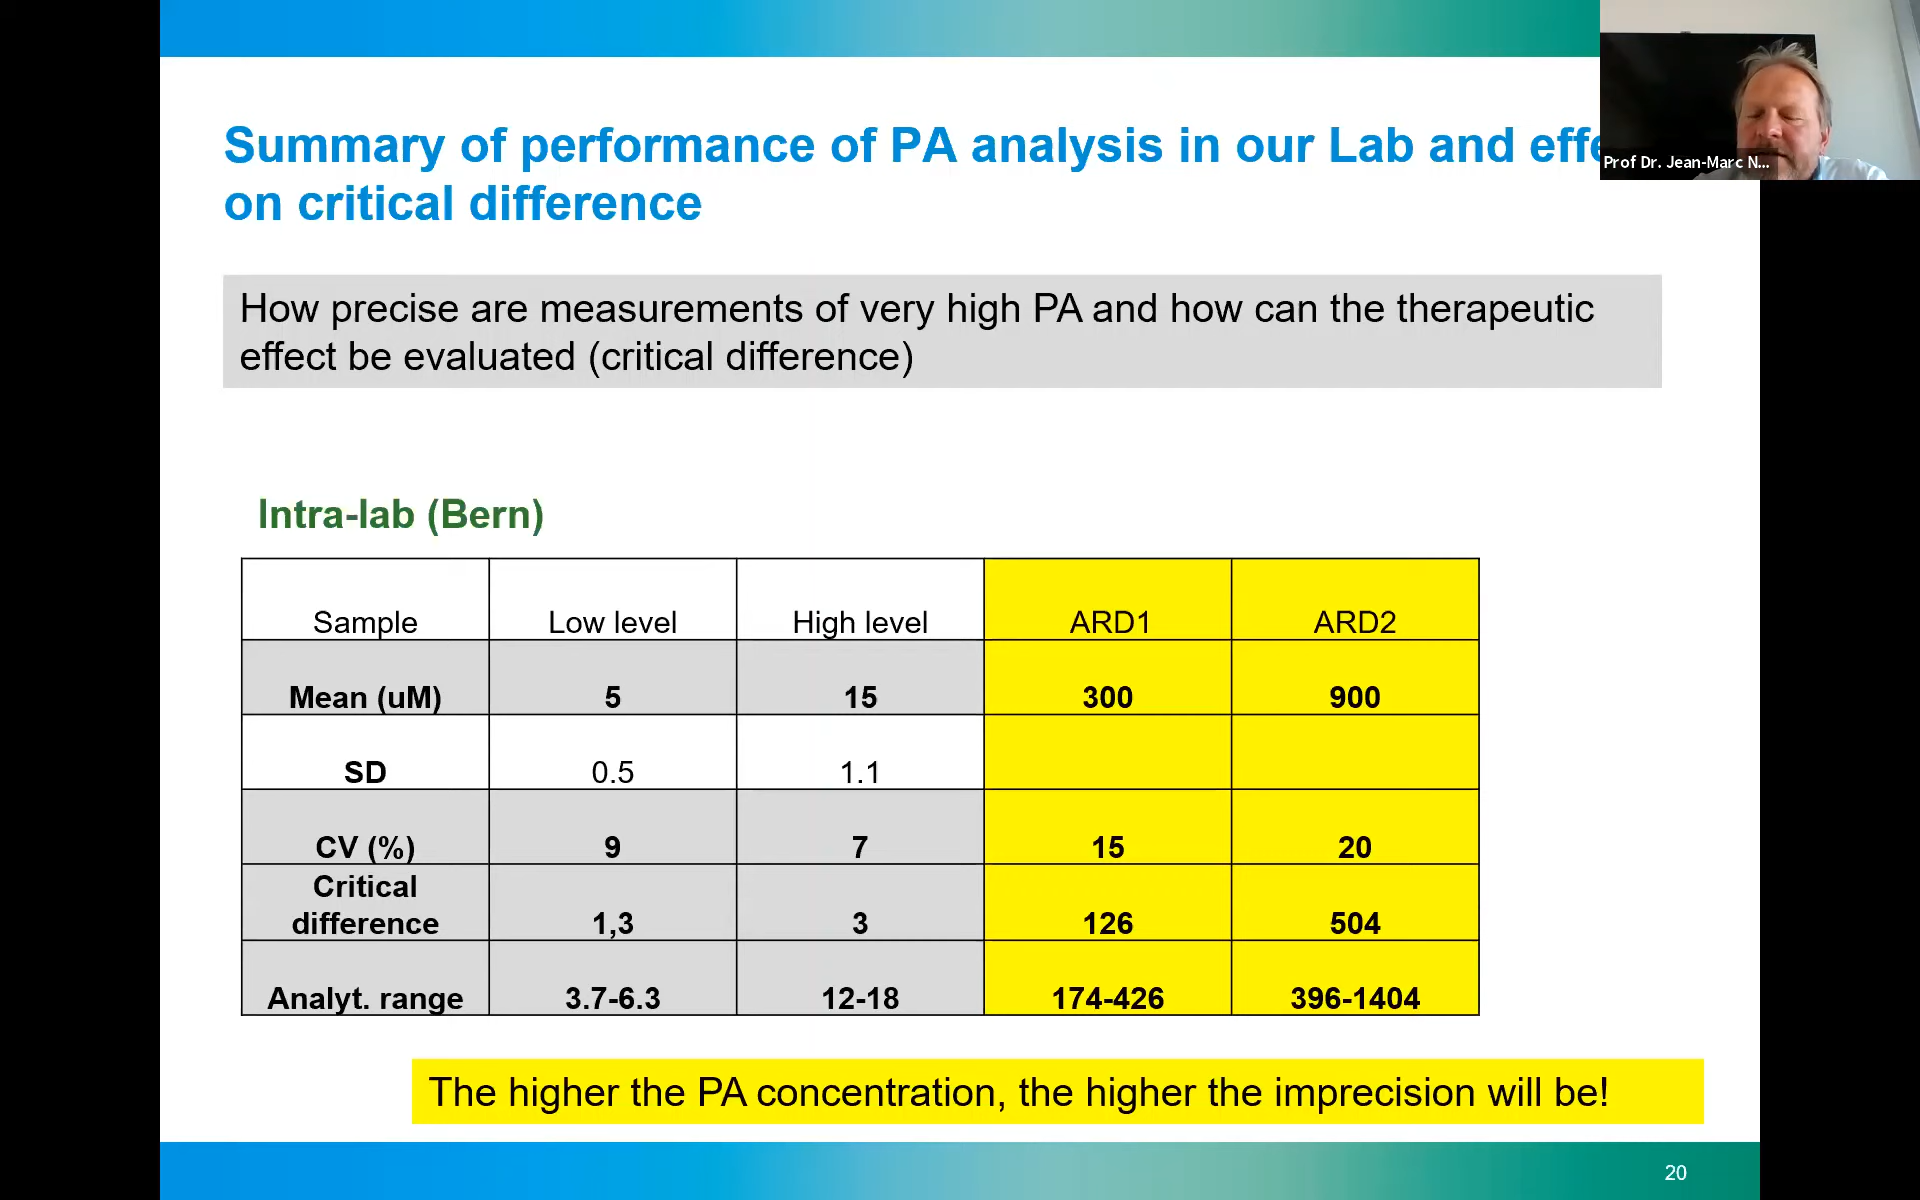 Summary of performance of PA analysis in our Lab and effe
on critical difference
Prof Dr. Jean-Marc N...
How precise are measurements of very high PA and how can the therapeutic
effect be evaluated (critical difference)
Intra-lab (Bern)
Sample Low level High level ARD1 ARD2
Mean (uM) 5 15 300 900
SD 0.5 1.1
CV (%) 9 7 15 20
Critical
difference 1,3 3 126 504
Analyt. range 3.7-6.3 12-18 174-426 396-1404
The higher the PA concentration, the higher the imprecision will be!
20